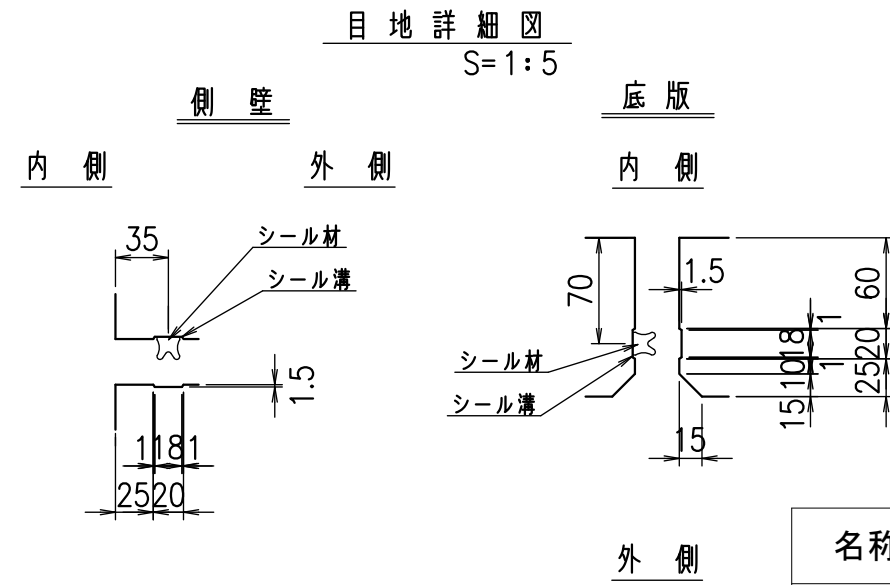 目地詳細図
S=1:5
側壁
底版
内側
外側
内側
35
シール材
シール溝
1.5
1 18 1
25 20
70
1.5
60
1
18
20
1
10
25
15
15
シール材
シール溝
外側
名称